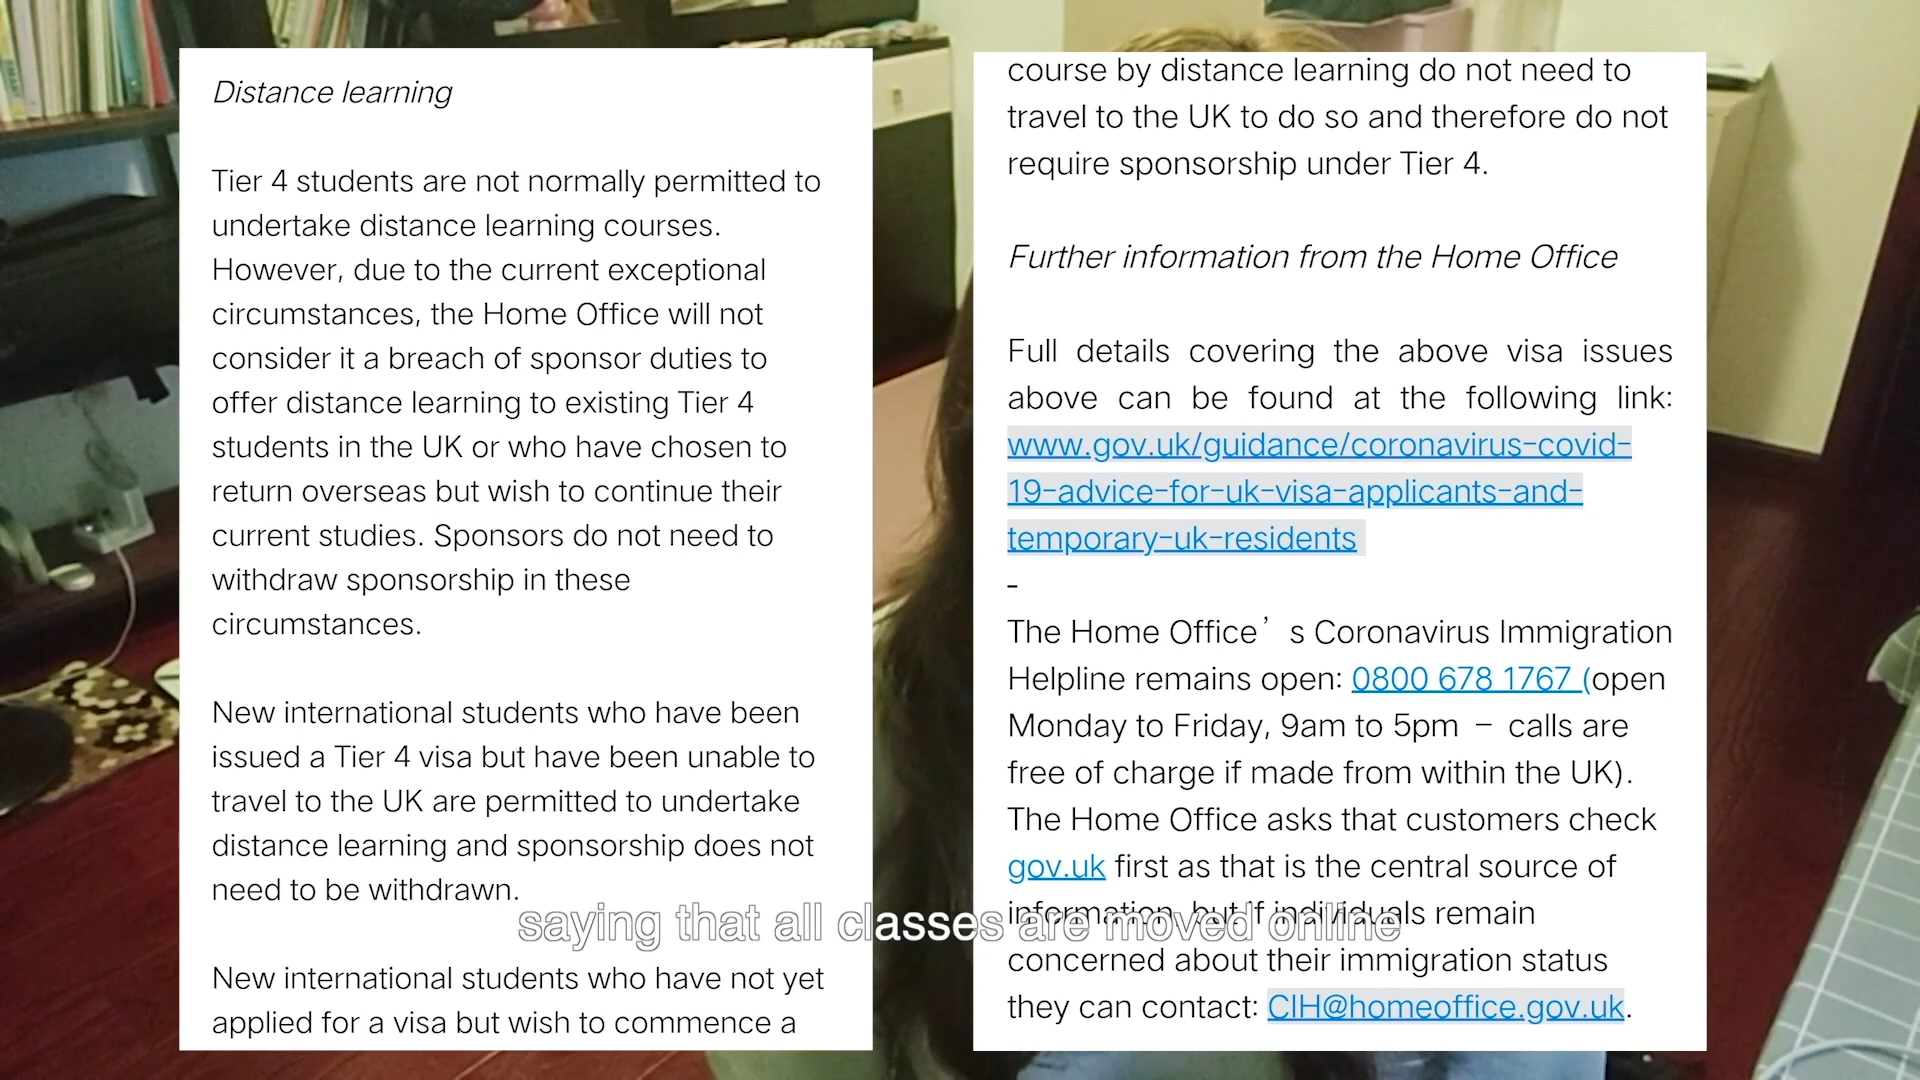 Distance learning
Tier 4 students are not normally permitted to
undertake distance learning courses.
However, due to the current exceptional
circumstances, the Home Office will not
consider it a breach of sponsor duties to
offer distance learning to existing Tier 4
students in the UK or who have chosen to
return overseas but wish to continue their
current studies. Sponsors do not need to
withdraw sponsorship in these
circumstances.
New international students who have been
issued a Tier 4 visa but have been unable to
travel to the UK are permitted to undertake
distance learning and sponsorship does not
need to be withdrawn.
New international students who have not yet
applied for a visa but wish to commence a
course by distance learning do not need to
travel to the UK to do so and therefore do not
require sponsorship under Tier 4.
Further information from the Home Office
Full details covering the above visa issues
above can be found at the following link:
www.gov.uk/guidance/coronavirus-covid-
19-advice-for-uk-visa-applicants-and-
temporary-uk-residents
-
The Home Office’ s Coronavirus Immigration
Helpline remains open: 0800 678 1767 (open
Monday to Friday, 9am to 5pm – calls are
free of charge if made from within the UK).
The Home Office asks that customers check
gov.uk first as that is the central source of
information, but if individuals remain
concerned about their immigration status
they can contact: CIH@homeoffice.gov.uk.
saying that all classes are moved online